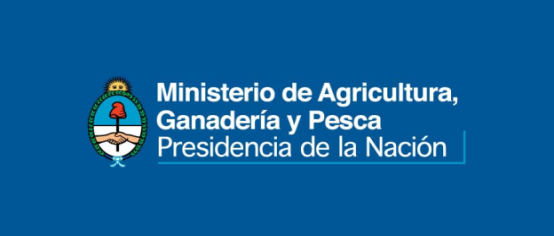 Ministerio de Agricultura,
Ganadería y Pesca
Presidencia de la Nación